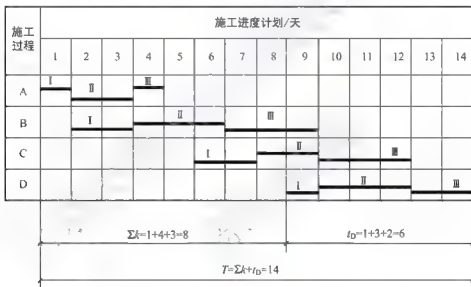 施工过程
施工进度计划/天
1 2 3 4 5 6 7 8 9 10 11 12 13 14
A I Ⅱ Ⅲ
B I Ⅱ Ⅲ
C I Ⅱ Ⅲ
D I Ⅱ Ⅲ
Σk=1+4+3=8
t_D=1+3+2=6
T=Σk+t_D=14